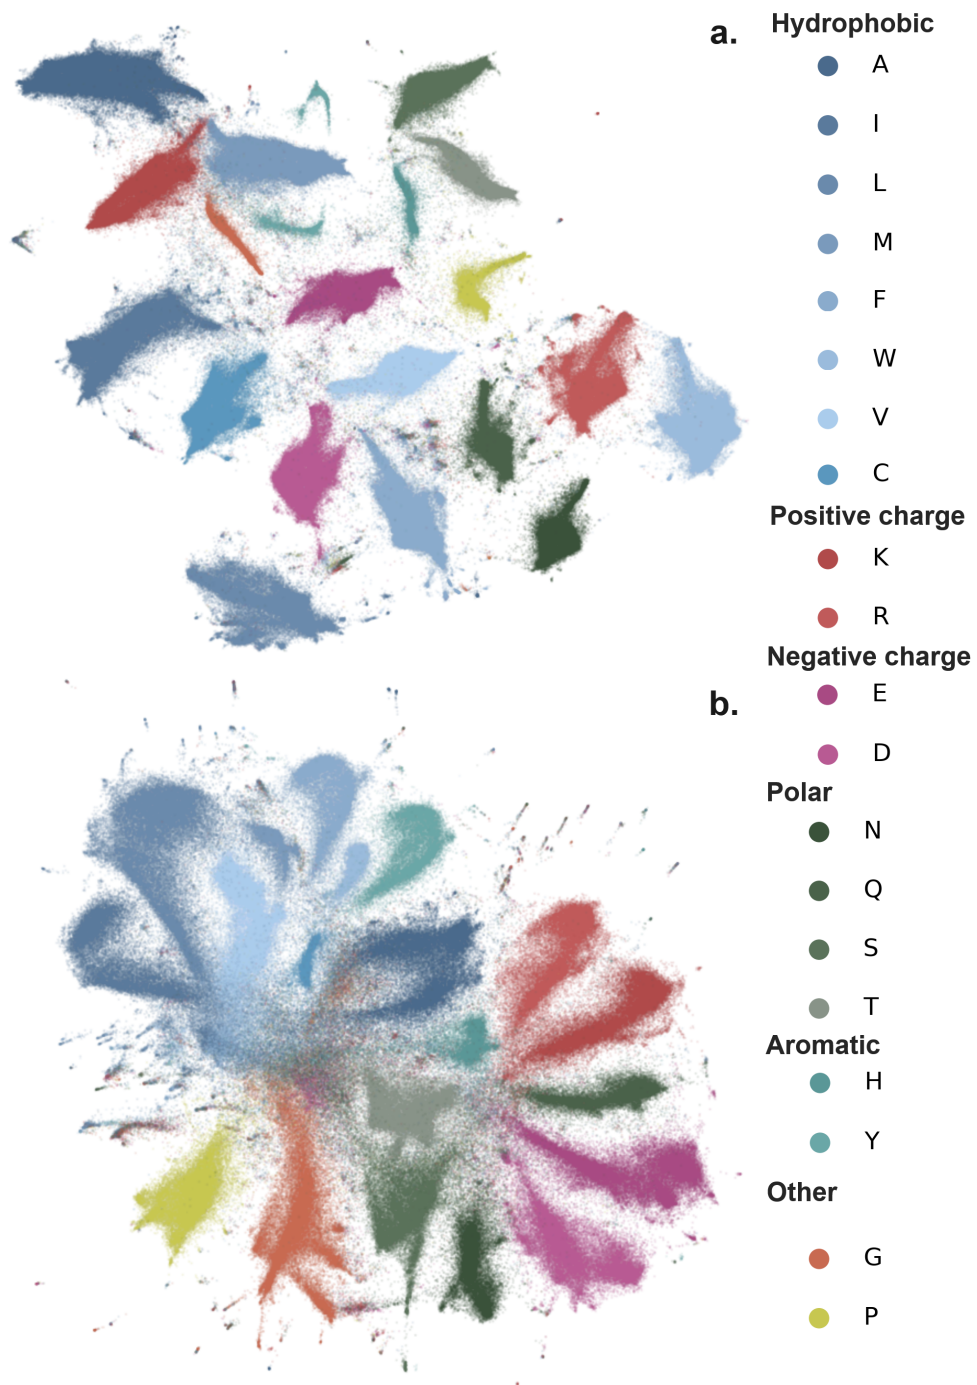 a.
Hydrophobic
A
I
L
M
F
W
V
C
Positive charge
K
R
Negative charge
b.
E
D
Polar
N
Q
S
T
Aromatic
H
Y
Other
G
P